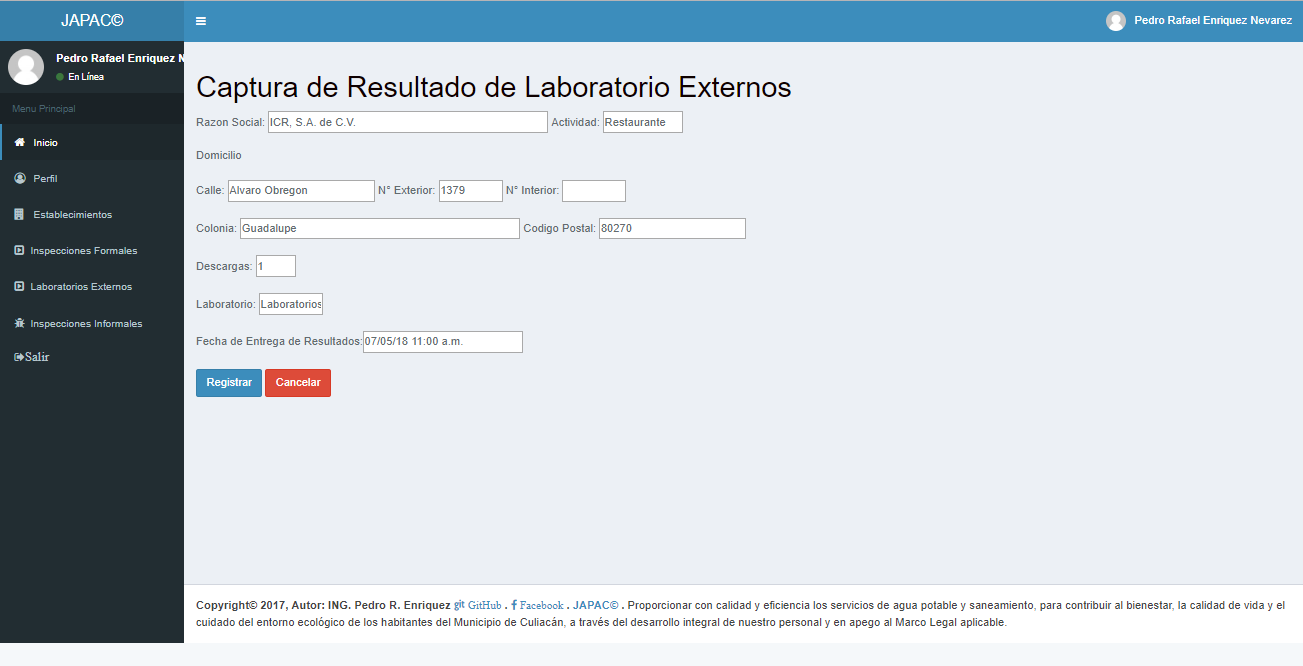 JAPAC©
Pedro Rafael Enriquez Nevarez
Pedro Rafael Enriquez N
En Línea
Menu Principal
Inicio
Perfil
Establecimientos
Inspecciones Formales
Laboratorios Externos
Inspecciones Informales
Salir
Captura de Resultado de Laboratorio Externos
Razon Social: ICR, S.A. de C.V. Actividad: Restaurante
Domicilio
Calle: Alvaro Obregon N° Exterior: 1379 N° Interior:
Colonia: Guadalupe Codigo Postal: 80270
Descargas: 1
Laboratorio: Laboratorios
Fecha de Entrega de Resultados: 07/05/18 11:00 a.m.
Registrar Cancelar
Copyright© 2017, Autor: ING. Pedro R. Enriquez git GitHub . f Facebook . JAPAC© . Proporcionar con calidad y eficiencia los servicios de agua potable y saneamiento, para contribuir al bienestar, la calidad de vida y el
cuidado del entorno ecológico de los habitantes del Municipio de Culiacán, a través del desarrollo integral de nuestro personal y en apego al Marco Legal aplicable.